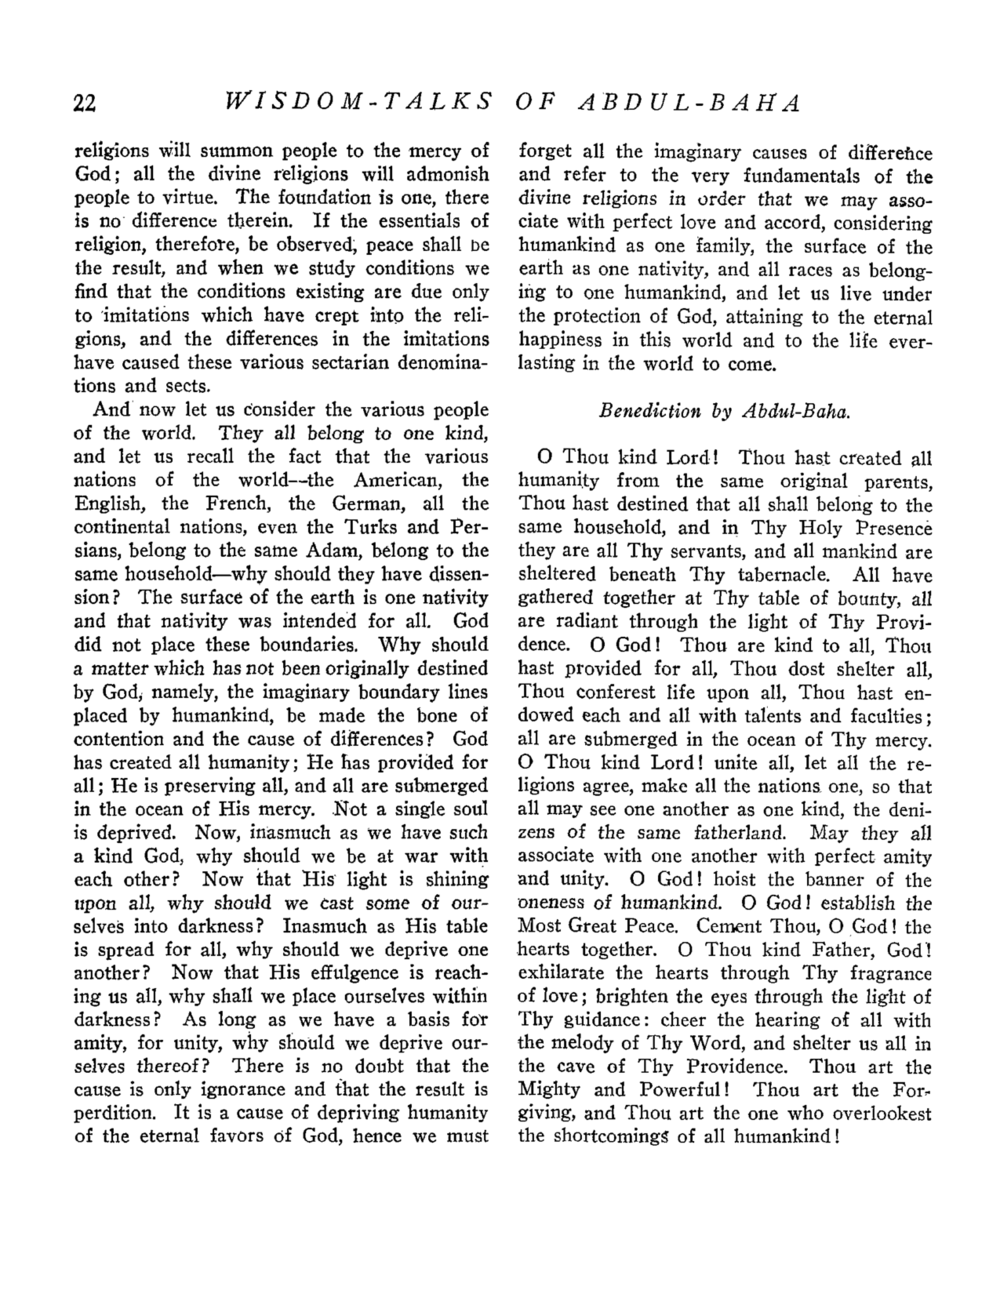 22 WISDOM-TALKS OF ABDUL-BAHA
religions will summon people to the mercy of
God; all the divine religions will admonish
people to virtue. The foundation is one, there
is no difference therein. If the essentials of
religion, therefore, be observed, peace shall be
the result, and when we study conditions we
find that the conditions existing are due only
to imitations which have crept into the reli-
gions, and the differences in the imitations
have caused these various sectarian denomina-
tions and sects.
And now let us consider the various people
of the world. They all belong to one kind,
and let us recall the fact that the various
nations of the world--the American, the
English, the French, the German, all the
continental nations, even the Turks and Per-
sians, belong to the same Adam, belong to the
same household—why should they have dissen-
sion? The surface of the earth is one nativity
and that nativity was intended for all. God
did not place these boundaries. Why should
a matter which has not been originally destined
by God, namely, the imaginary boundary lines
placed by humankind, be made the bone of
contention and the cause of differences? God
has created all humanity; He has provided for
all; He is preserving all, and all are submerged
in the ocean of His mercy. Not a single soul
is deprived. Now, inasmuch as we have such
a kind God, why should we be at war with
each other? Now that His light is shining
upon all, why should we cast some of our-
selves into darkness? Inasmuch as His table
is spread for all, why should we deprive one
another? Now that His effulgence is reach-
ing us all, why shall we place ourselves within
darkness? As long as we have a basis for
amity, for unity, why should we deprive our-
selves thereof? There is no doubt that the
cause is only ignorance and that the result is
perdition. It is a cause of depriving humanity
of the eternal favors of God, hence we must
forget all the imaginary causes of difference
and refer to the very fundamentals of the
divine religions in order that we may asso-
ciate with perfect love and accord, considering
humankind as one family, the surface of the
earth as one nativity, and all races as belong-
ing to one humankind, and let us live under
the protection of God, attaining to the eternal
happiness in this world and to the life ever-
lasting in the world to come.
Benediction by Abdul-Baha.
O Thou kind Lord! Thou hast created all
humanity from the same original parents,
Thou hast destined that all shall belong to the
same household, and in Thy Holy Presence
they are all Thy servants, and all mankind are
sheltered beneath Thy tabernacle. All have
gathered together at Thy table of bounty, all
are radiant through the light of Thy Provi-
dence. O God! Thou are kind to all, Thou
hast provided for all, Thou dost shelter all,
Thou conferest life upon all, Thou hast en-
dowed each and all with talents and faculties;
all are submerged in the ocean of Thy mercy.
O Thou kind Lord! unite all, let all the re-
ligions agree, make all the nations one, so that
all may see one another as one kind, the deni-
zens of the same fatherland. May they all
associate with one another with perfect amity
and unity. O God! hoist the banner of the
oneness of humankind. O God! establish the
Most Great Peace. Cement Thou, O God! the
hearts together. O Thou kind Father, God!
exhilarate the hearts through Thy fragrance
of love; brighten the eyes through the light of
Thy guidance: cheer the hearing of all with
the melody of Thy Word, and shelter us all in
the cave of Thy Providence. Thou art the
Mighty and Powerful! Thou art the For-
giving, and Thou art the one who overlookest
the shortcomings of all humankind!